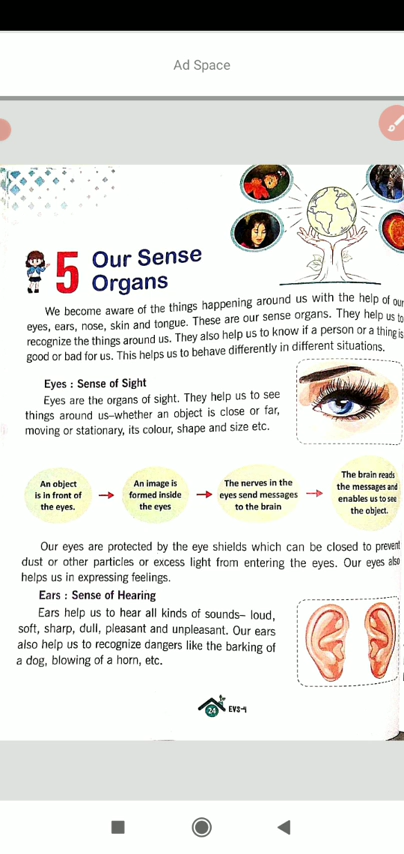 Ad Space
5 Our Sense
Organs
We become aware of the things happening around us with the help of our
eyes, ears, nose, skin and tongue. These are our sense organs. They help us to
recognize the things around us. They also help us to know if a person or a thing is
good or bad for us. This helps us to behave differently in different situations.
Eyes : Sense of Sight
Eyes are the organs of sight. They help us to see
things around us–whether an object is close or far,
moving or stationary, its colour, shape and size etc.
An object
is in front of
the eyes.
An image is
formed inside
the eyes
The nerves in the
eyes send messages
to the brain
The brain reads
the messages and
enables us to see
the object.
Our eyes are protected by the eye shields which can be closed to prevent
dust or other particles or excess light from entering the eyes. Our eyes also
helps us in expressing feelings.
Ears : Sense of Hearing
Ears help us to hear all kinds of sounds– loud,
soft, sharp, dull, pleasant and unpleasant. Our ears
also help us to recognize dangers like the barking of
a dog, blowing of a horn, etc.
24 EVS-4